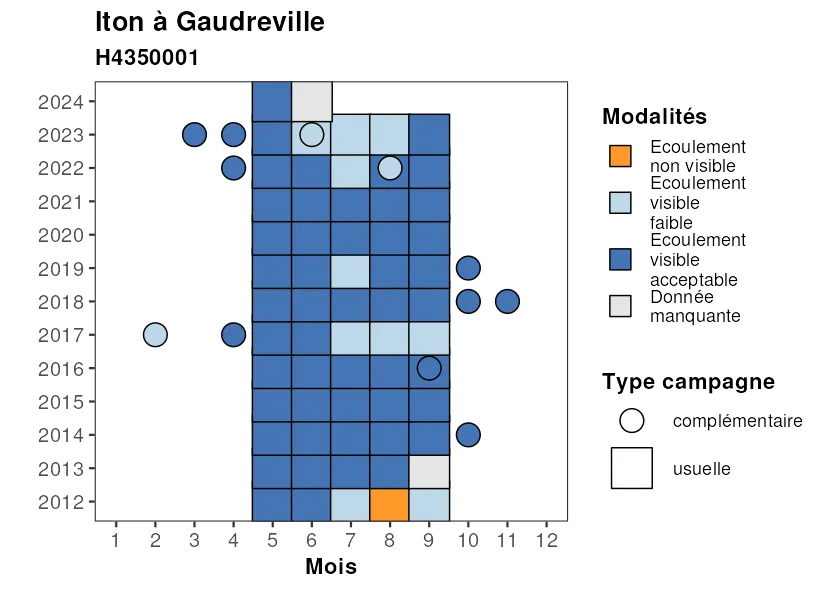 Iton à Gaudreville
H4350001
2024
2023
2022
2021
2020
2019
2018
2017
2016
2015
2014
2013
2012
1 2 3 4 5 6 7 8 9 10 11 12
Mois
Modalités
Ecoulement
non visible
Ecoulement
visible
faible
Ecoulement
visible
acceptable
Donnée
manquante
Type campagne
complémentaire
usuelle